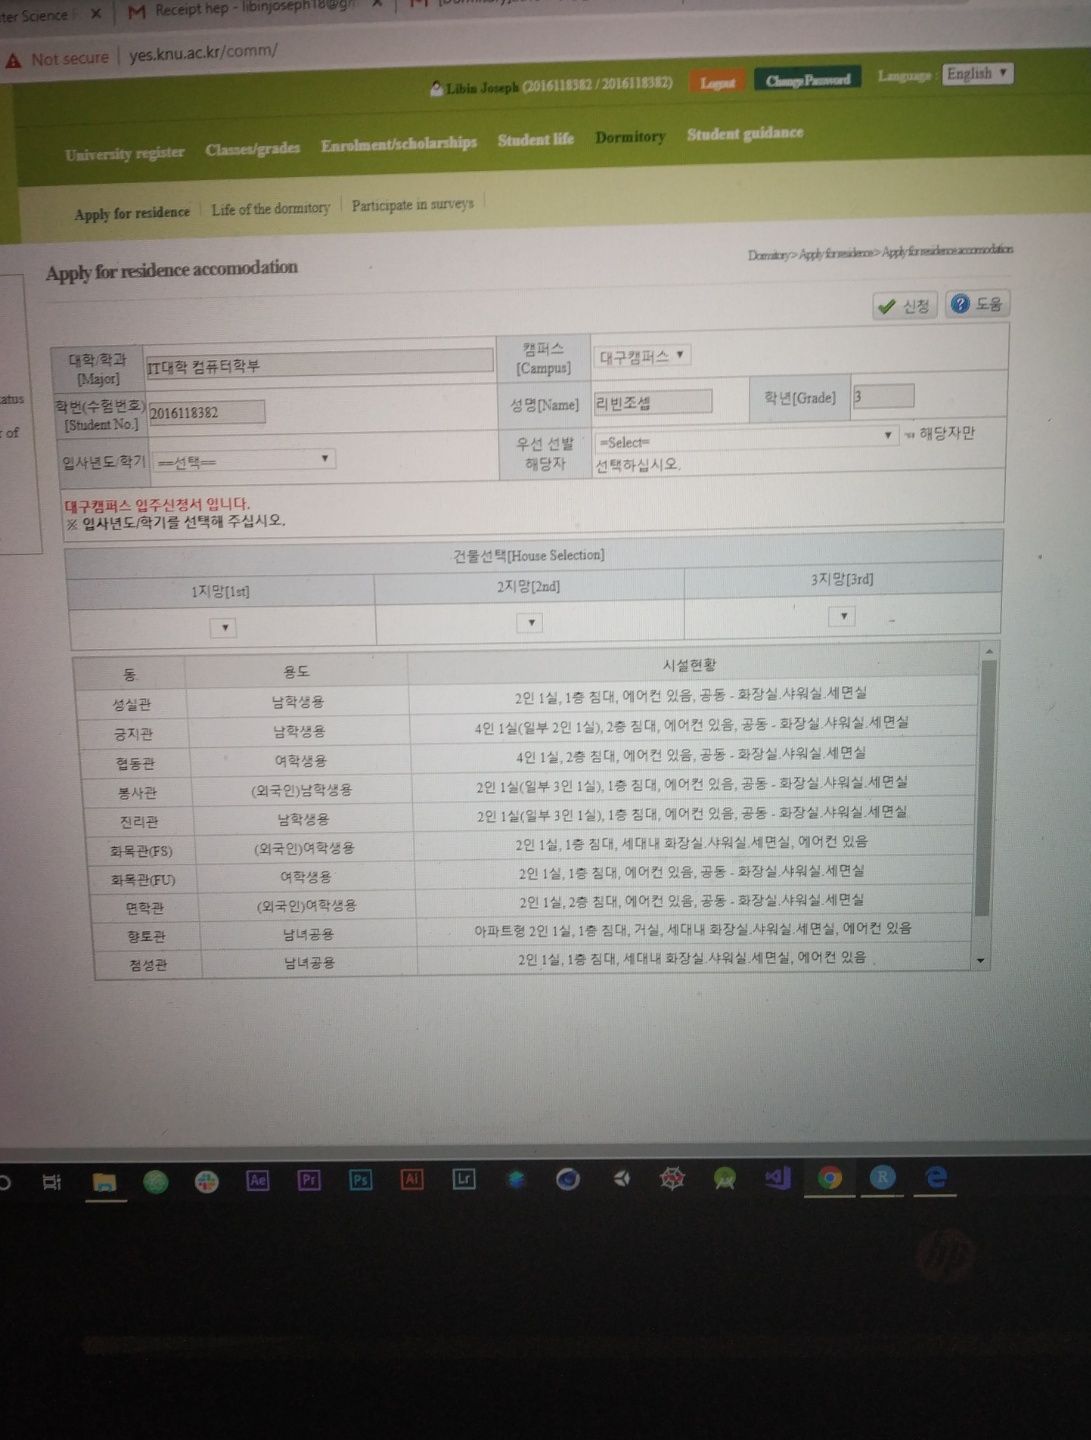 ter Science
Receipt hep - libinjoseph18@g
Not secure | yes.knu.ac.kr/comm/
Libin Joseph (2016118382 / 2016118382) Logout Change Password Language : English
University register Classes/grades Enrolment/scholarships Student life Dormitory Student guidance
Apply for residence Life of the dormitory Participate in surveys
Apply for residence accomodation
Dormitory > Apply for residence > Apply for residence accomodation
신청 도움
대학/학과 [Major] IT대학 컴퓨터학부 캠퍼스 [Campus] 대구캠퍼스
학번(수험번호) [Student No.] 2016118382 성명[Name] 리빈조셉 학년[Grade] 3
입사년도/학기 ==선택== 우선 선발 해당자 =Select= ☜ 해당자만 선택하십시오.
atus
of
대구캠퍼스 입주신청서 입니다.
※ 입사년도/학기를 선택해 주십시오.
건물선택[House Selection]
1지망[1st] 2지망[2nd] 3지망[3rd]
동 용도 시설현황
성실관 남학생용 2인 1실, 1층 침대, 에어컨 있음, 공동 - 화장실.샤워실.세면실
긍지관 남학생용 4인 1실(일부 2인 1실), 2층 침대, 에어컨 있음, 공동 - 화장실.샤워실.세면실
협동관 여학생용 4인 1실, 2층 침대, 에어컨 있음, 공동 - 화장실.샤워실.세면실
봉사관 (외국인)남학생용 2인 1실(일부 3인 1실), 1층 침대, 에어컨 있음, 공동 - 화장실.샤워실.세면실
진리관 남학생용 2인 1실(일부 3인 1실), 1층 침대, 에어컨 있음, 공동 - 화장실.샤워실.세면실
화목관(FS) (외국인)여학생용 2인 1실, 1층 침대, 세대내 화장실.샤워실.세면실, 에어컨 있음
화목관(FU) 여학생용 2인 1실, 1층 침대, 에어컨 있음, 공동 - 화장실.샤워실.세면실
면학관 (외국인)여학생용 2인 1실, 2층 침대, 에어컨 있음, 공동 - 화장실.샤워실.세면실
향토관 남녀공용 아파트형 2인 1실, 1층 침대, 거실, 세대내 화장실.샤워실.세면실, 에어컨 있음
첨성관 남녀공용 2인 1실, 1층 침대, 세대내 화장실.샤워실.세면실, 에어컨 있음
Ae Pr Ps Ai Lr R
hp